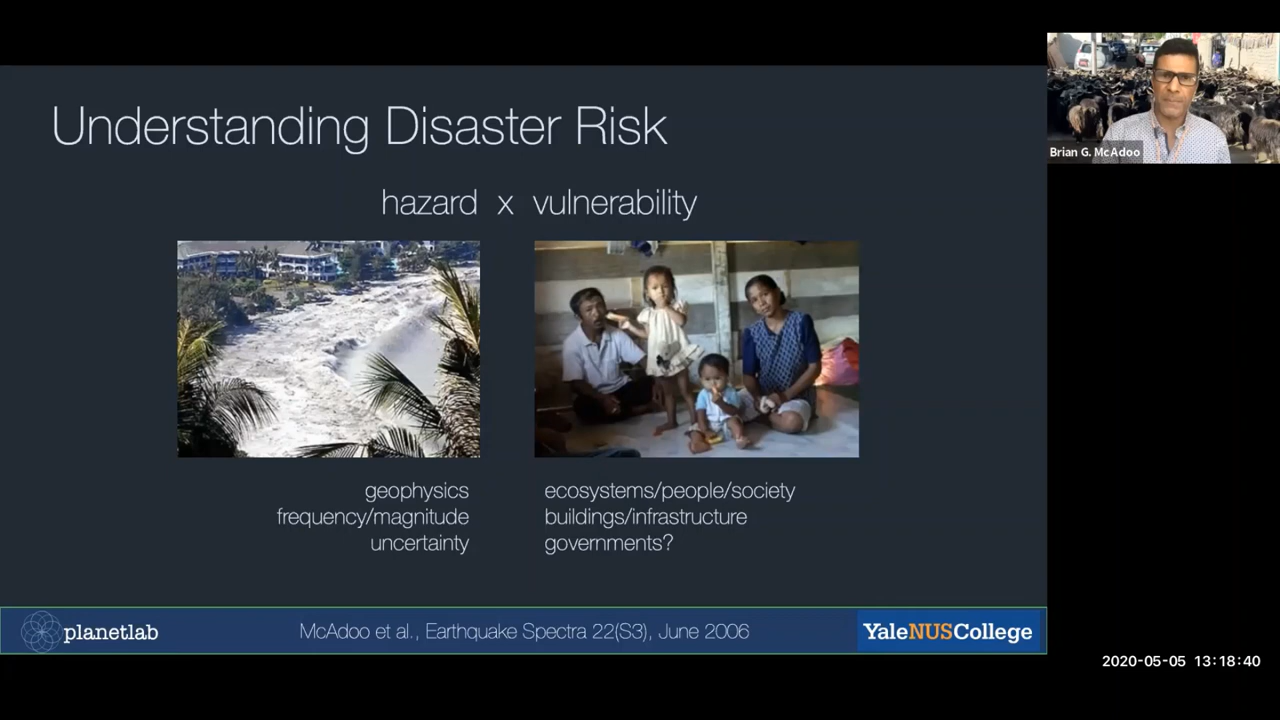 Understanding Disaster Risk
hazard x vulnerability
geophysics
frequency/magnitude
uncertainty
ecosystems/people/society
buildings/infrastructure
governments?
planetlab
McAdoo et al., Earthquake Spectra 22(S3), June 2006
YaleNUSCollege
Brian G. McAdoo
2020-05-05 13:18:40